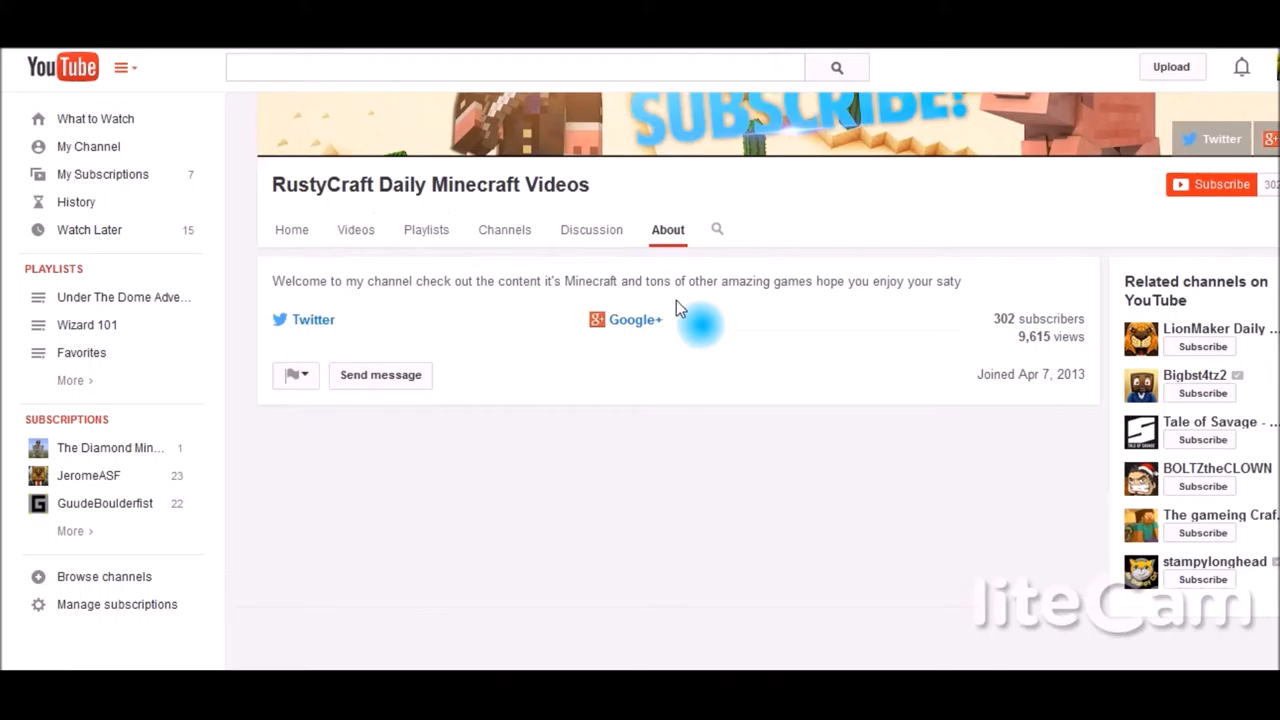 YouTube
Upload
SUBSCRIBE!
Twitter
What to Watch
My Channel
My Subscriptions 7
History
Watch Later 15
PLAYLISTS
Under The Dome Adve...
Wizard 101
Favorites
More >
SUBSCRIPTIONS
The Diamond Min... 1
JeromeASF 23
GuudeBoulderfist 22
More >
Browse channels
Manage subscriptions
RustyCraft Daily Minecraft Videos
Subscribe 302
Home Videos Playlists Channels Discussion About
Welcome to my channel check out the content it's Minecraft and tons of other amazing games hope you enjoy your saty
Twitter Google+
302 subscribers
9,615 views
Send message
Joined Apr 7, 2013
Related channels on
YouTube
LionMaker Daily ...
Subscribe
Bigbst4tz2
Subscribe
Tale of Savage - ...
Subscribe
BOLTZtheCLOWN
Subscribe
The gameing Craf.
Subscribe
stampylonghead
Subscribe
liteCam